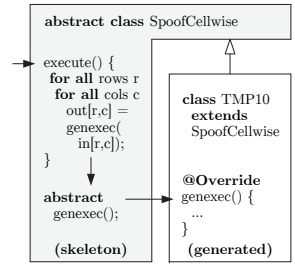 abstract class SpoofCellwise
execute() {
for all rows r
for all cols c
out[r,c] =
genexec(
in[r,c]);
}
abstract
genexec();
(skeleton)
class TMP10
extends
SpoofCellwise
@Override
genexec() {
...
}
(generated)